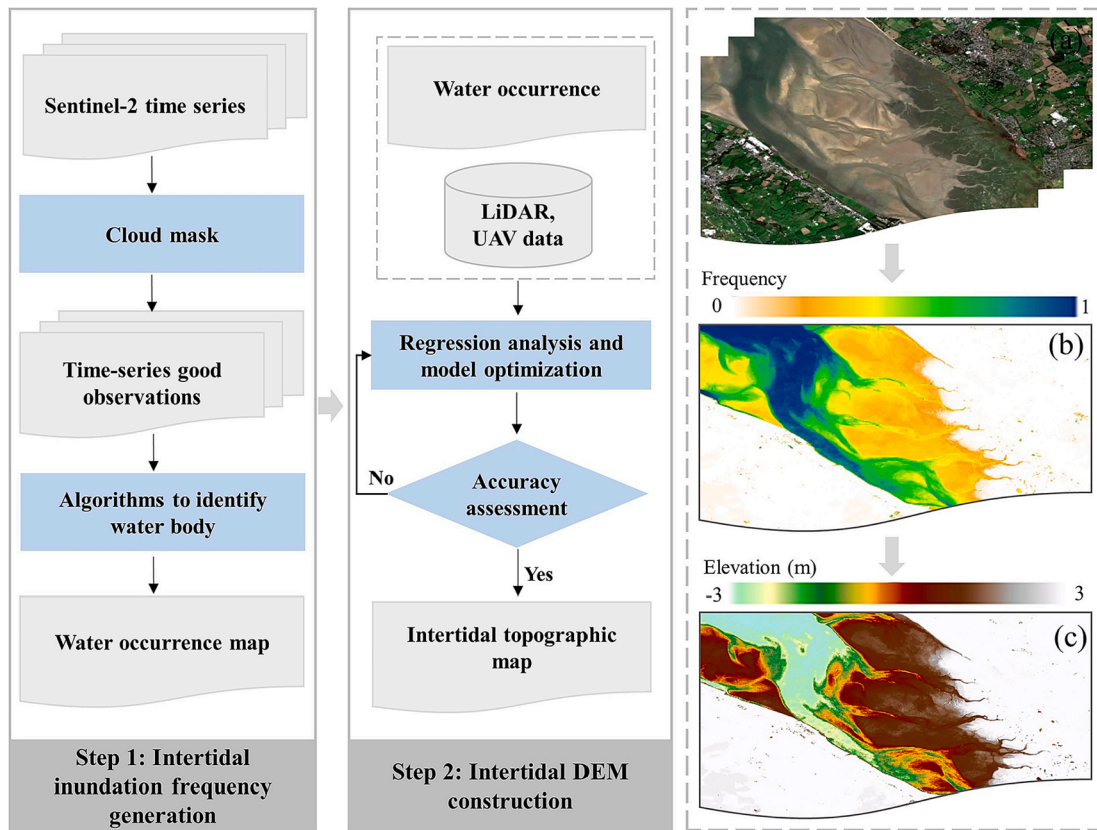 Sentinel-2 time series
Cloud mask
Time-series good
observations
Algorithms to identify
water body
Water occurrence map
Step 1: Intertidal
inundation frequency
generation
Water occurrence
LiDAR,
UAV data
Regression analysis and
model optimization
No
Accuracy
assessment
Yes
Intertidal topographic
map
Step 2: Intertidal DEM
construction
(a)
Frequency
0
1
(b)
Elevation (m)
-3
3
(c)